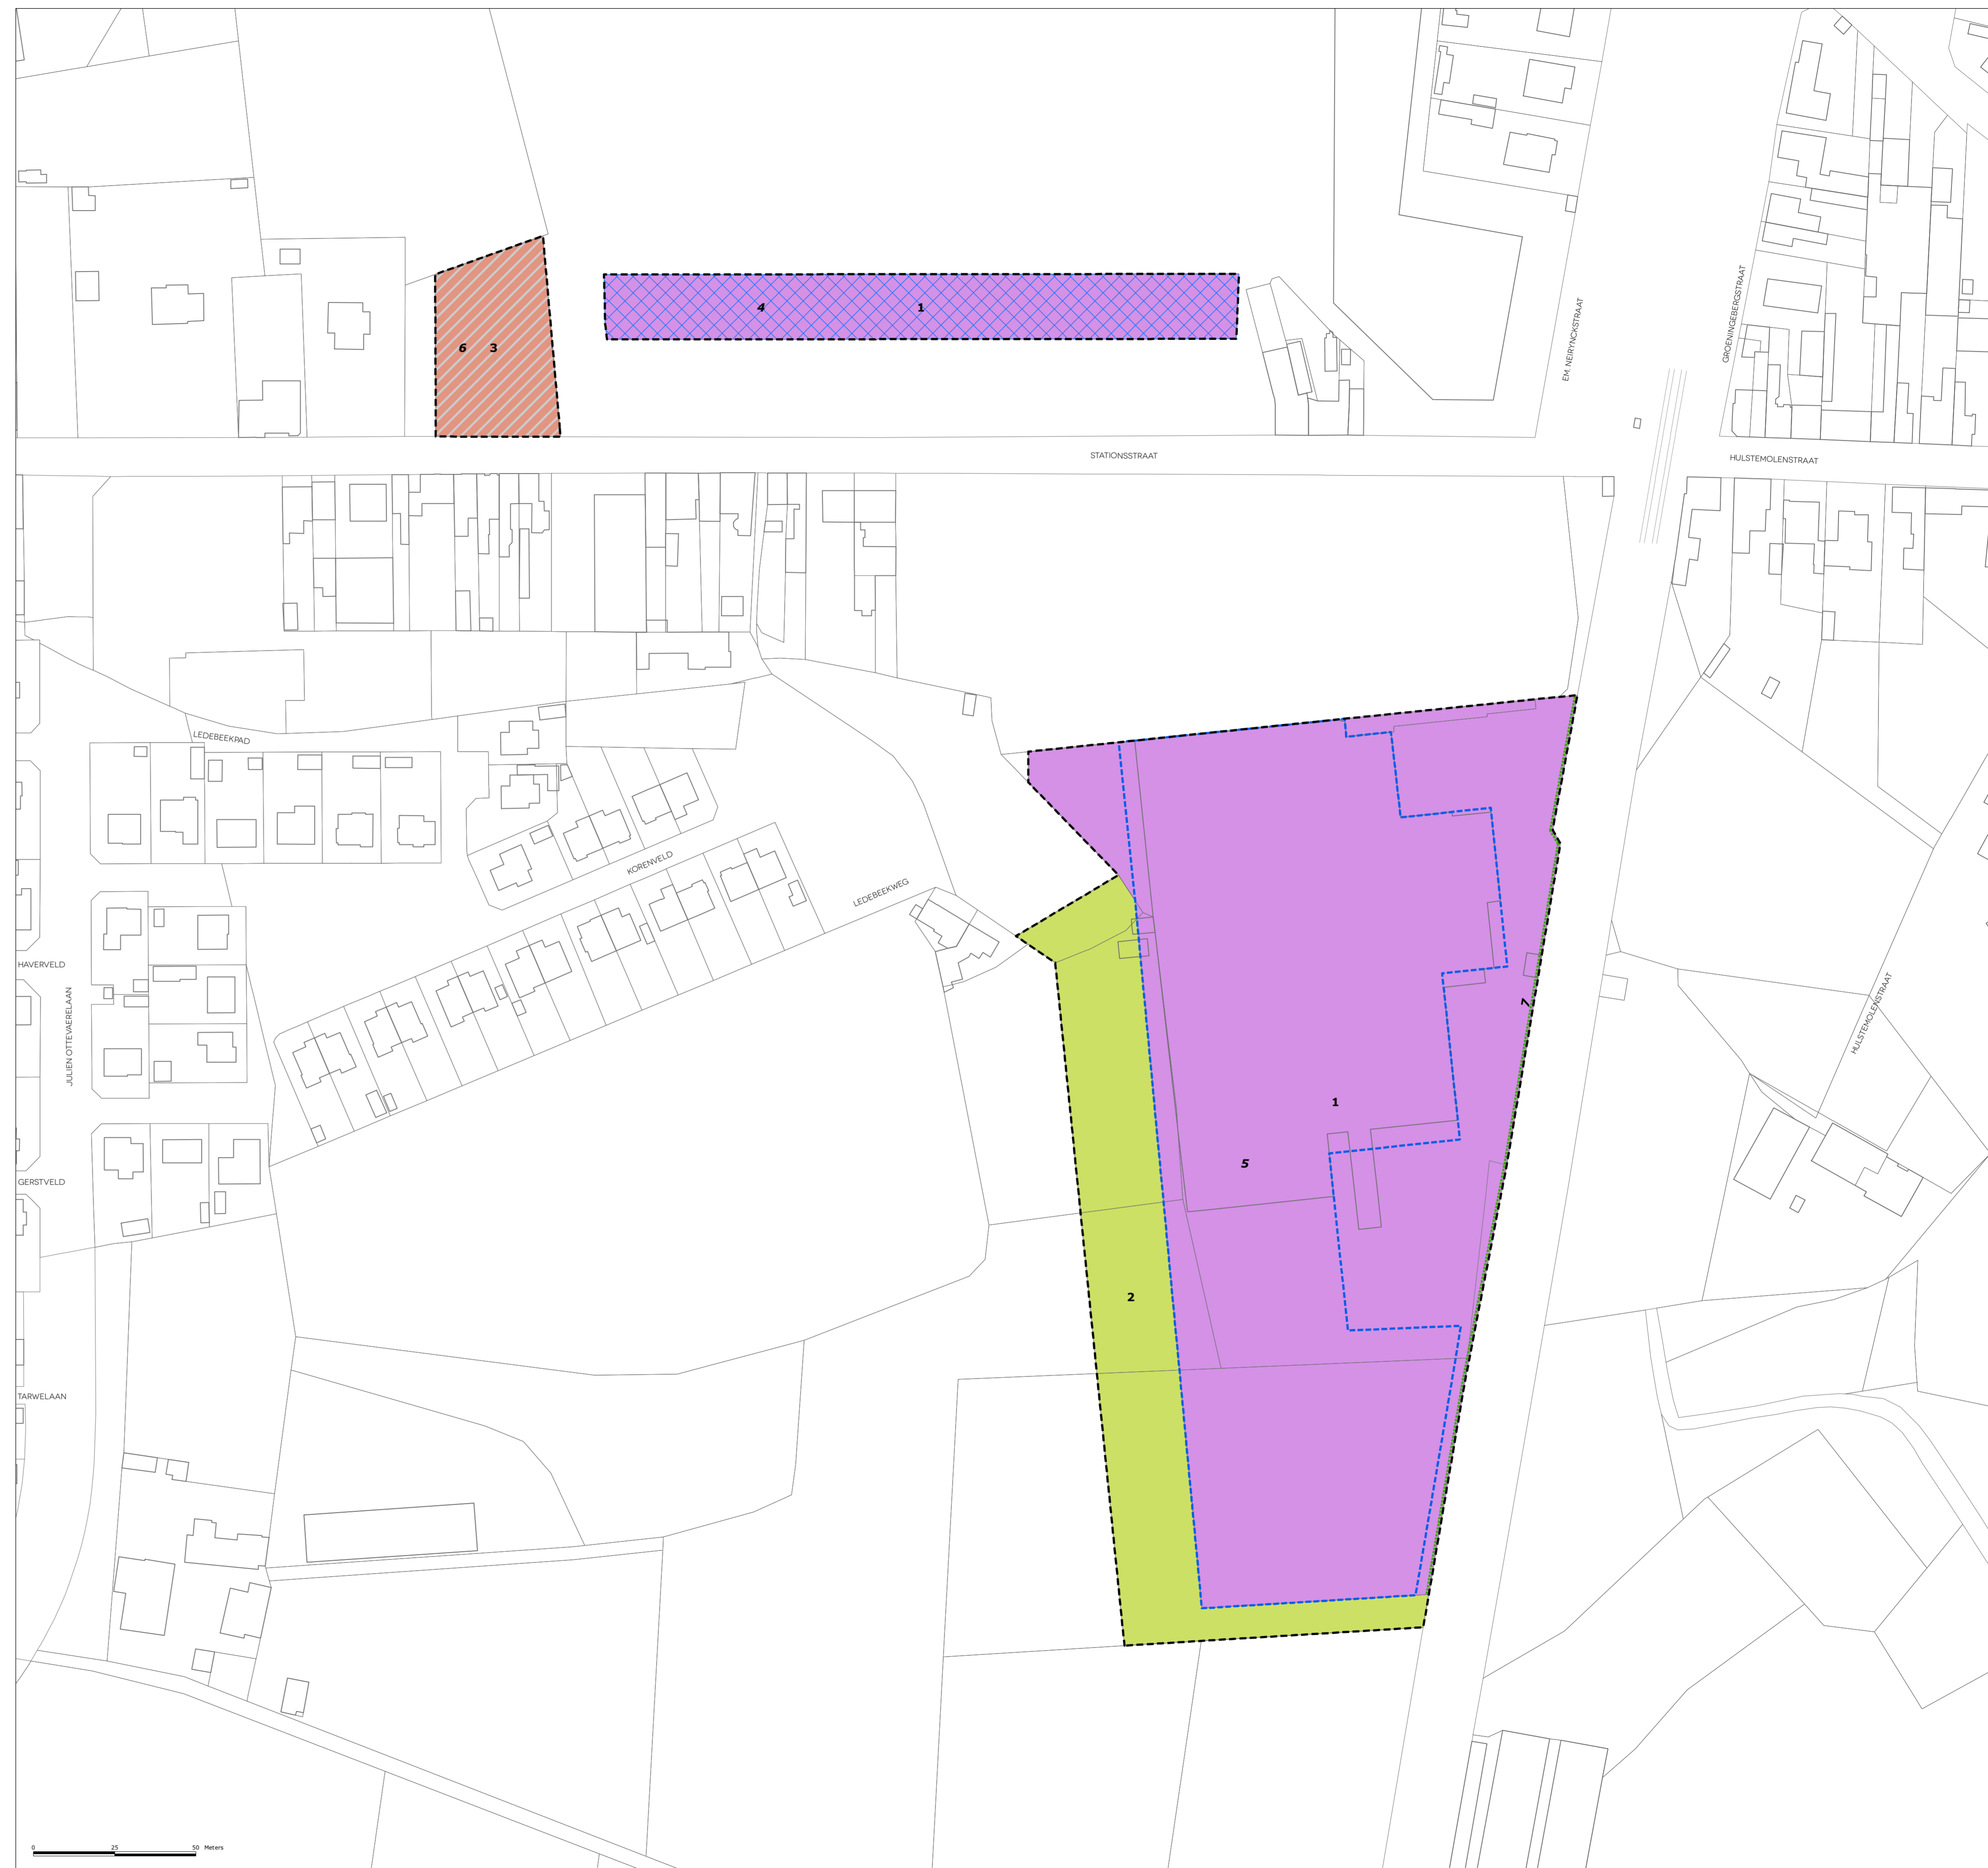 EM. NEIRYNCKSTRAAT
GROENINGEBERGSTRAAT
4 1
6 3
STATIONSSTRAAT
HULSTEMOLENSTRAAT
LEDEBEEKPAD
KORENVELD
LEDEBEEKWEG
HAVERVELD
JULIEN OTTEVAERELAAN
7
HULSTEMOLENSTRAAT
1
5
GERSTVELD
2
TARWELAAN
0 25 50 Meters